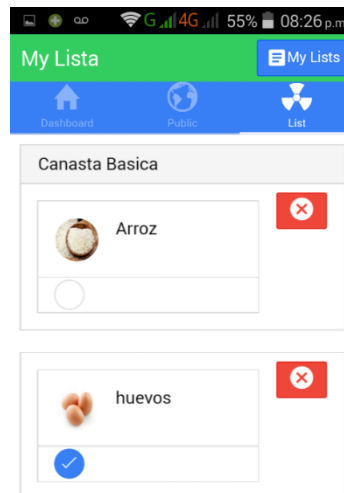 G 4G 55% 08:26 p.m
My Lista
My Lists
Dashboard Public List
Canasta Basica
Arroz
huevos